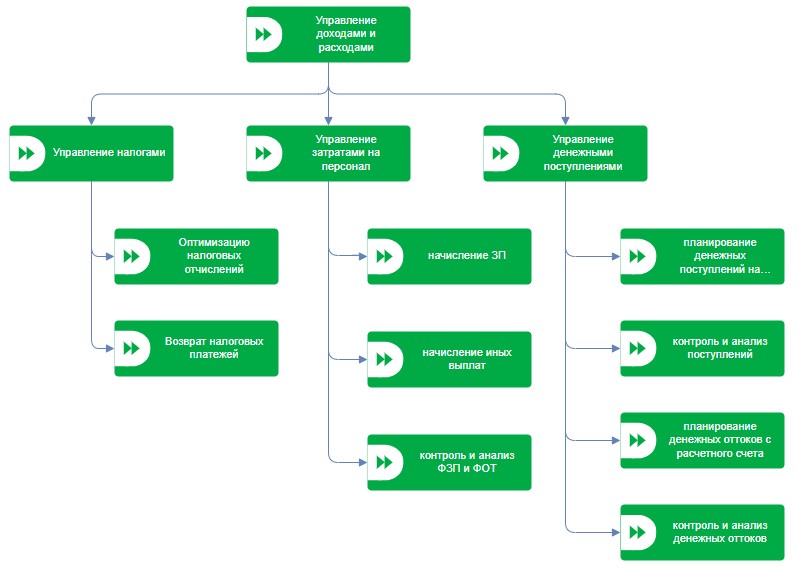 Управление
доходами и
расходами
Управление налогами
Управление
затратами на
персонал
Управление
денежными
поступлениями
Оптимизацию
налоговых
отчислений
Возврат налоговых
платежей
начисление ЗП
начисление иных
выплат
контроль и анализ
ФЗП и ФОТ
планирование
денежных
поступлений на...
контроль и анализ
поступлений
планирование
денежных оттоков с
расчетного счета
контроль и анализ
денежных оттоков